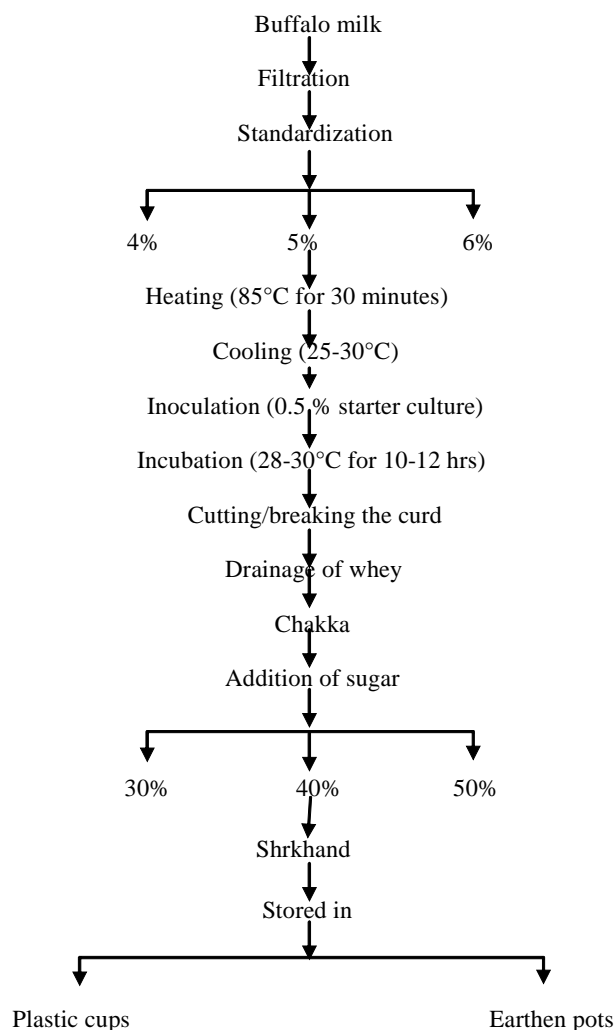 Buffalo milk
Filtration
Standardization
4% 5% 6%
Heating (85°C for 30 minutes)
Cooling (25-30°C)
Inoculation (0.5 % starter culture)
Incubation (28-30°C for 10-12 hrs)
Cutting/breaking the curd
Drainage of whey
Chakka
Addition of sugar
30% 40% 50%
Shrkhand
Stored in
Plastic cups Earthen pots